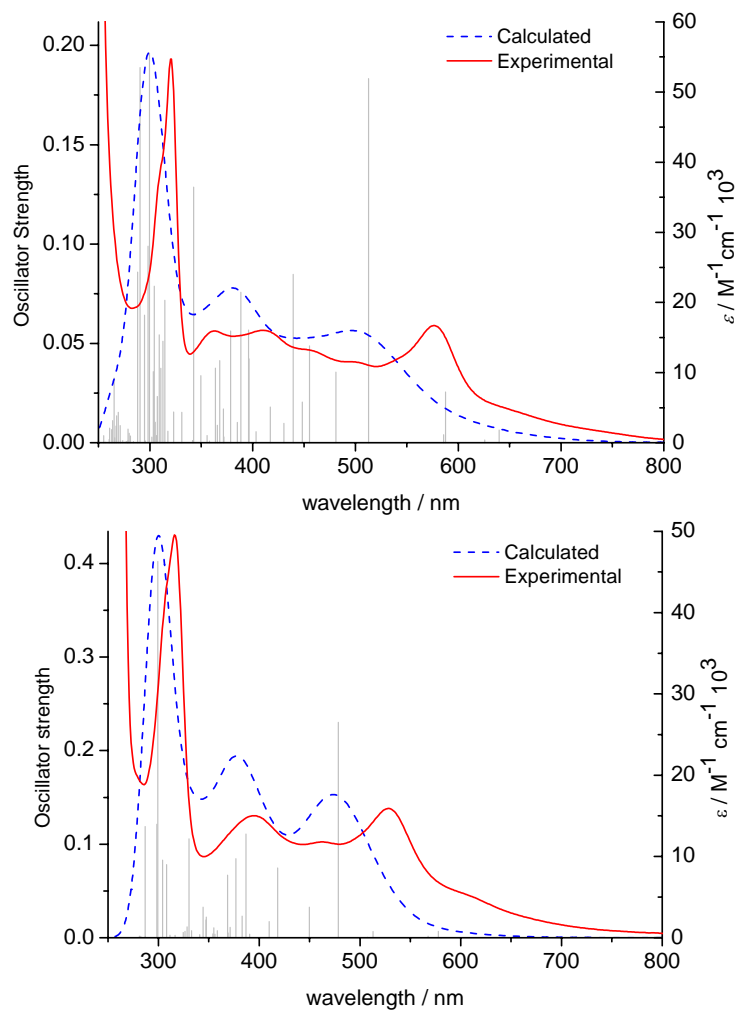 Calculated
Experimental
0.20
0.15
0.10
0.05
0.00
Oscillator Strength
60
50
40
30
20
10
0
ε / M-1cm-1 103
300 400 500 600 700 800
wavelength / nm
Calculated
Experimental
0.4
0.3
0.2
0.1
0.0
Oscillator strength
50
40
30
20
10
0
ε / M-1 cm-1 103
300 400 500 600 700 800
wavelength / nm